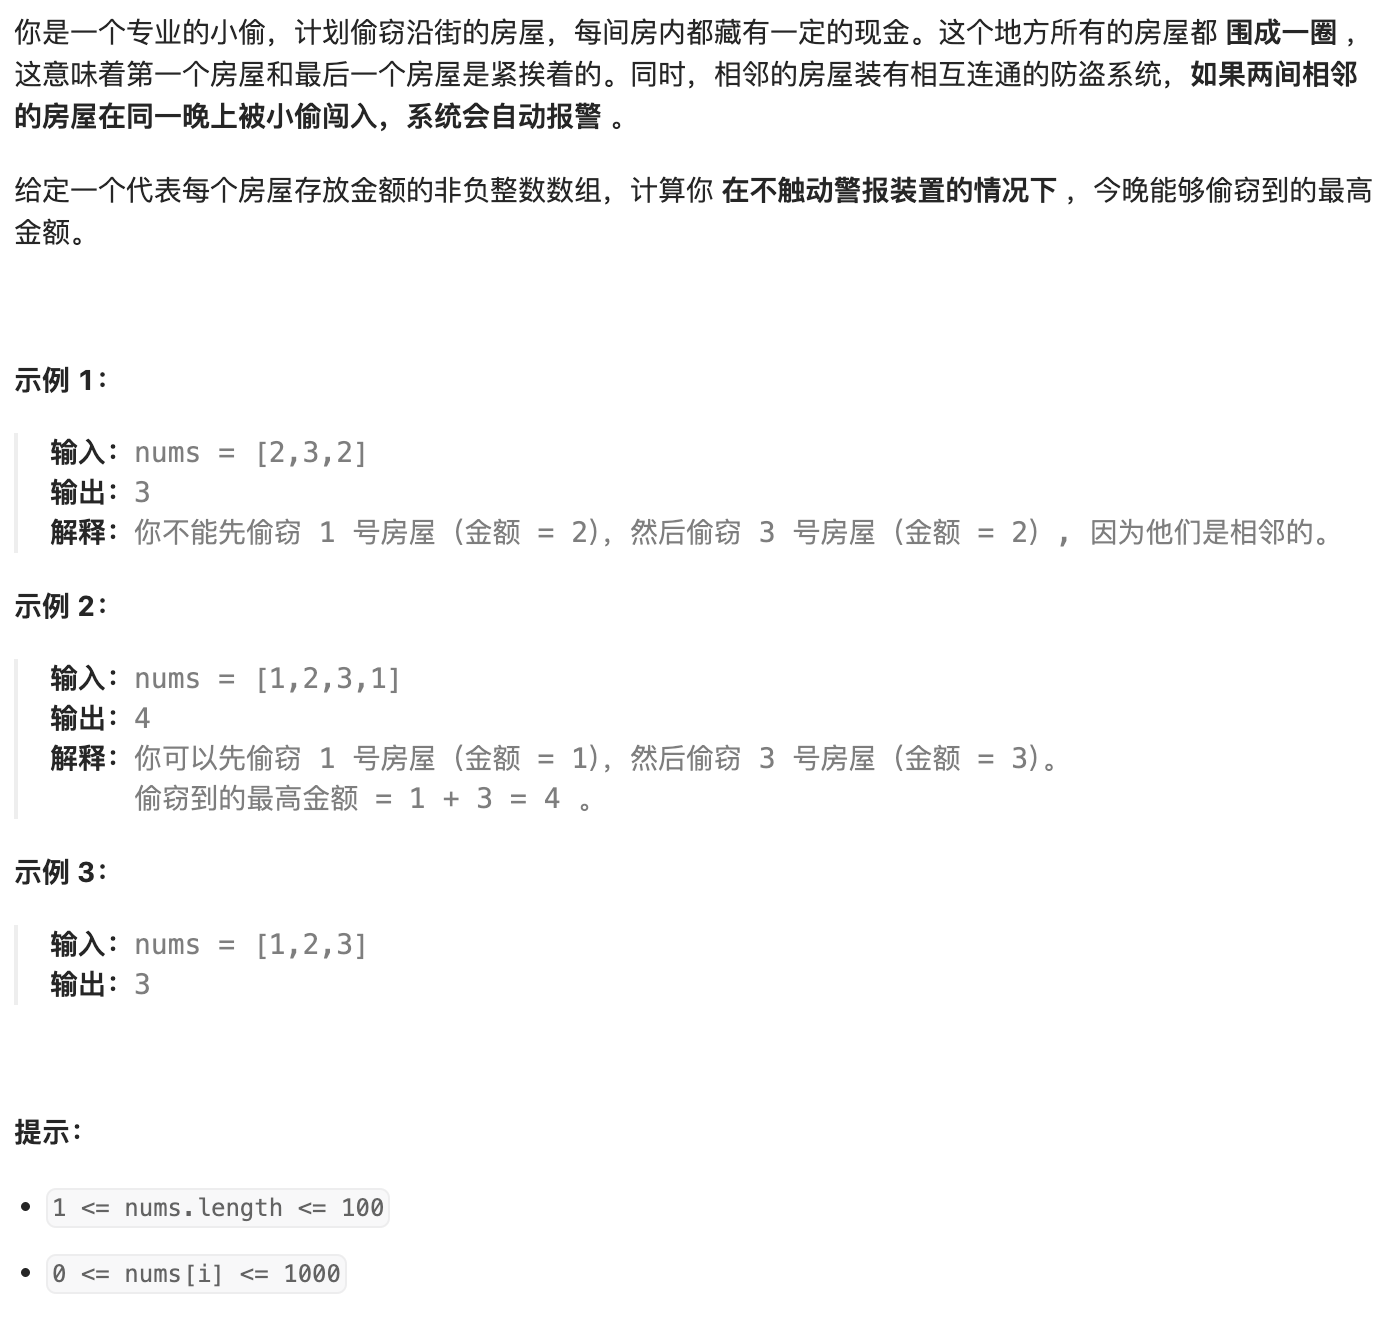 你是一个专业的小偷，计划偷窃沿街的房屋，每间房内都藏有一定的现金。这个地方所有的房屋都 围成一圈 ，
这意味着第一个房屋和最后一个房屋是紧挨着的。同时，相邻的房屋装有相互连通的防盗系统，如果两间相邻
的房屋在同一晚上被小偷闯入，系统会自动报警 。
给定一个代表每个房屋存放金额的非负整数数组，计算你 在不触动警报装置的情况下 ，今晚能够偷窃到的最高
金额。
示例 1：
输入：nums = [2,3,2]
输出：3
解释：你不能先偷窃 1 号房屋（金额 = 2），然后偷窃 3 号房屋（金额 = 2）, 因为他们是相邻的。
示例 2：
输入：nums = [1,2,3,1]
输出：4
解释：你可以先偷窃 1 号房屋（金额 = 1），然后偷窃 3 号房屋（金额 = 3）。
偷窃到的最高金额 = 1 + 3 = 4 。
示例 3：
输入：nums = [1,2,3]
输出：3
提示：
• 1 <= nums.length <= 100
• 0 <= nums[i] <= 1000